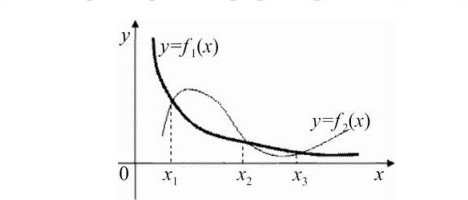 y
y=f₁(x)
y=f₂(x)
0 x₁ x₂ x₃ x